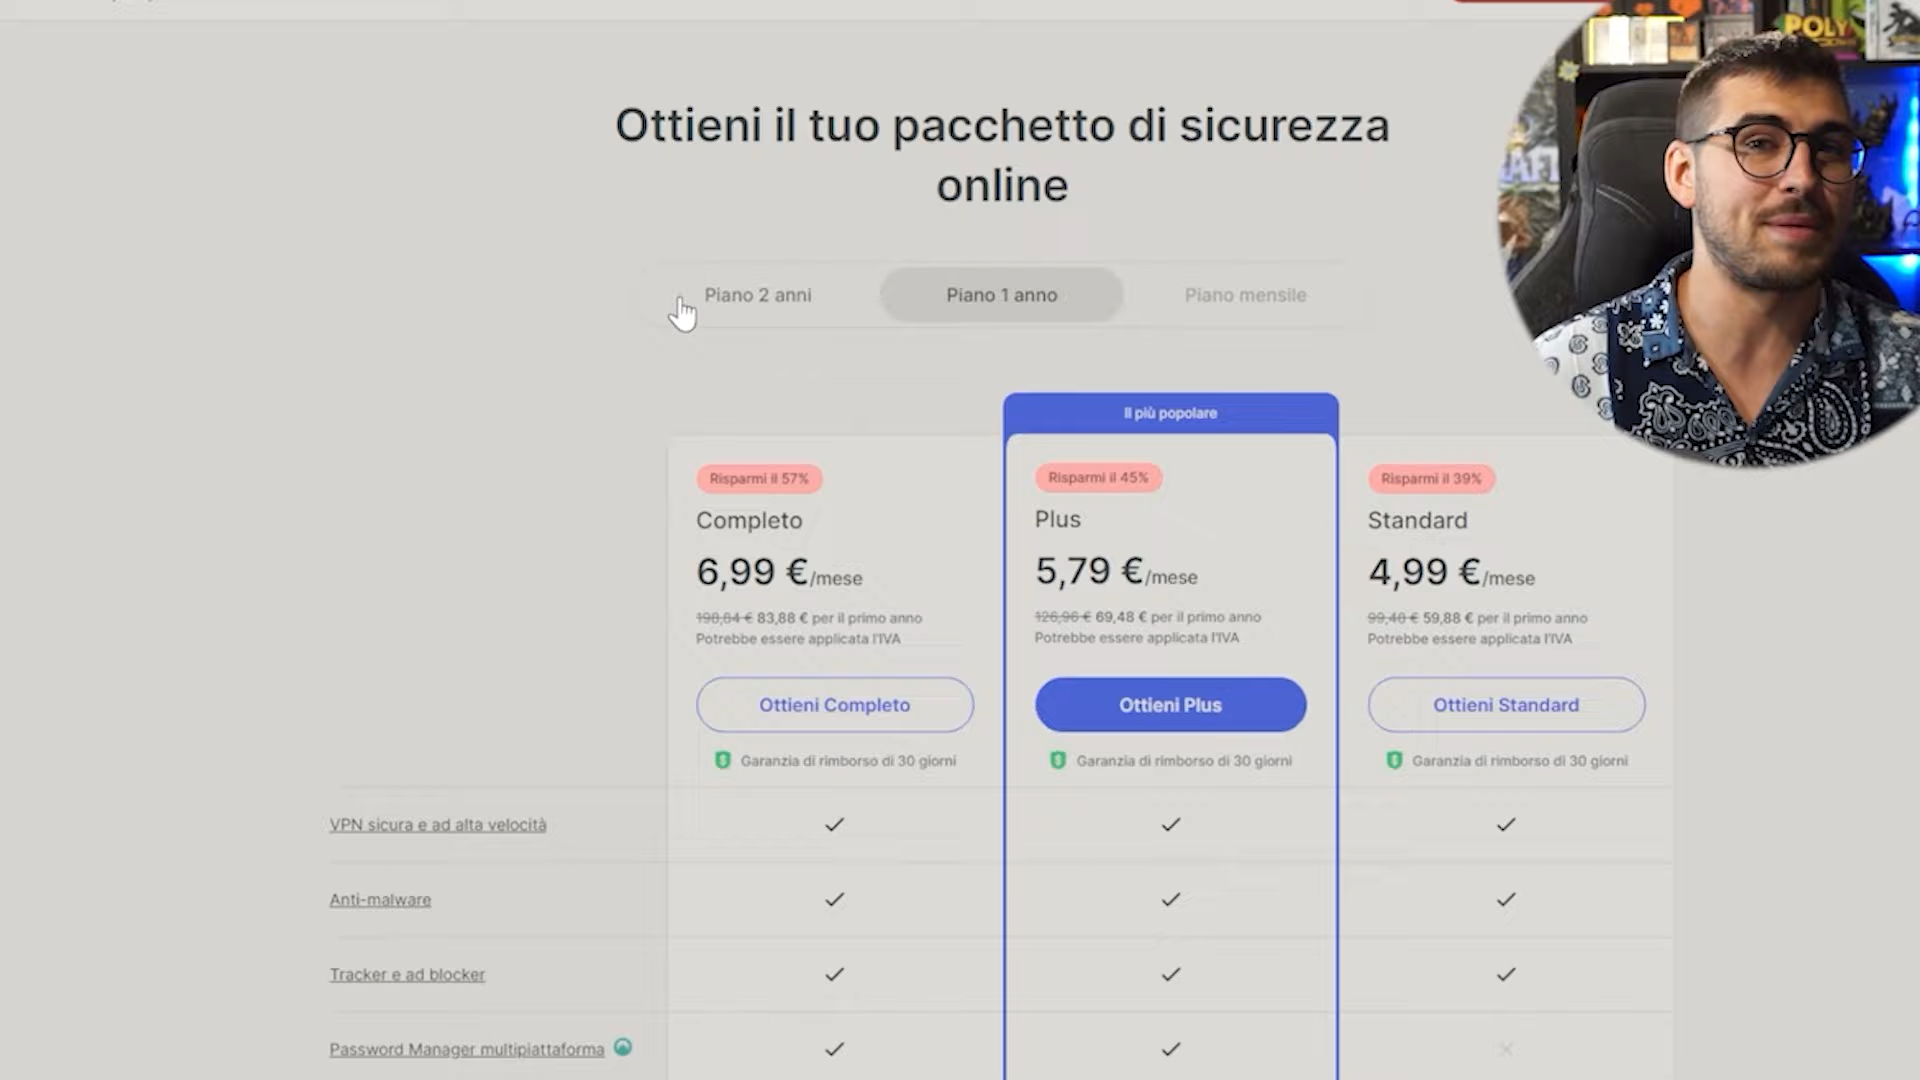 POLY
Ottieni il tuo pacchetto di sicurezza
online
Piano 2 anni
Piano 1 anno
Piano mensile
Il più popolare
Risparmi il 57%
Completo
6,99 €/mese
198,84 € 83,88 € per il primo anno
Potrebbe essere applicata l'IVA
Ottieni Completo
Garanzia di rimborso di 30 giorni
Risparmi il 45%
Plus
5,79 €/mese
126,96 € 69,48 € per il primo anno
Potrebbe essere applicata l'IVA
Ottieni Plus
Garanzia di rimborso di 30 giorni
Risparmi il 39%
Standard
4,99 €/mese
99,48 € 59,88 € per il primo anno
Potrebbe essere applicata l'IVA
Ottieni Standard
Garanzia di rimborso di 30 giorni
VPN sicura e ad alta velocità
Anti-malware
Tracker e ad blocker
Password Manager multipiattaforma